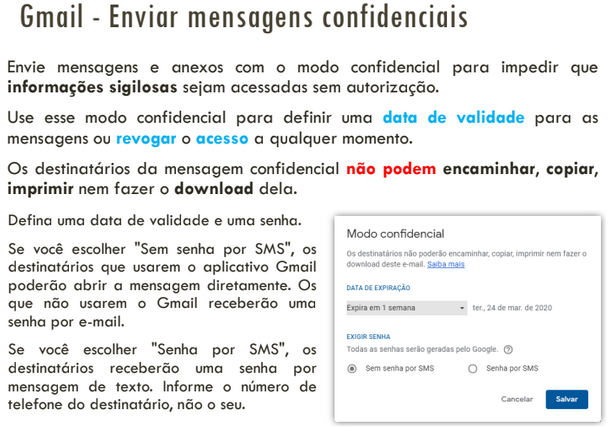 Gmail - Enviar mensagens confidenciais
Envie mensagens e anexos com o modo confidencial para impedir que
informações sigilosas sejam acessadas sem autorização.
Use esse modo confidencial para definir uma data de validade para as
mensagens ou revogar o acesso a qualquer momento.
Os destinatários da mensagem confidencial não podem encaminhar, copiar,
imprimir nem fazer o download dela.
Defina uma data de validade e uma senha.
Se você escolher "Sem senha por SMS", os
destinatários que usarem o aplicativo Gmail
poderão abrir a mensagem diretamente. Os
que não usarem o Gmail receberão uma
senha por e-mail.
Se você escolher "Senha por SMS", os
destinatários receberão uma senha por
mensagem de texto. Informe o número de
telefone do destinatário, não o seu.
Modo confidencial
Os destinatários não poderão encaminhar, copiar, imprimir nem fazer o
download deste e-mail. Saiba mais
DATA DE EXPIRAÇÃO
Expira em 1 semana ter., 24 de mar. de 2020
EXIGIR SENHA
Todas as senhas serão geradas pelo Google.
Sem senha por SMS Senha por SMS
Cancelar Salvar